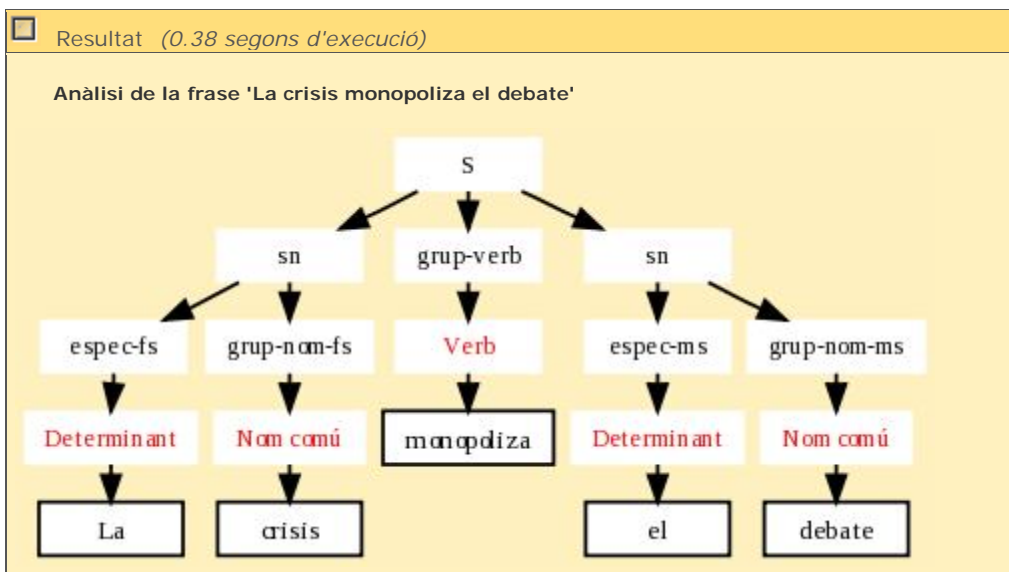 Resultat (0.38 segons d'execució)
Anàlisi de la frase 'La crisis monopoliza el debate'
S
sn grup-verb sn
espec-fs grup-nom-fs Verb espec-ms grup-nom-ms
Determinant Nom comú monopoliza Determinant Nom comú
La crisis el debate